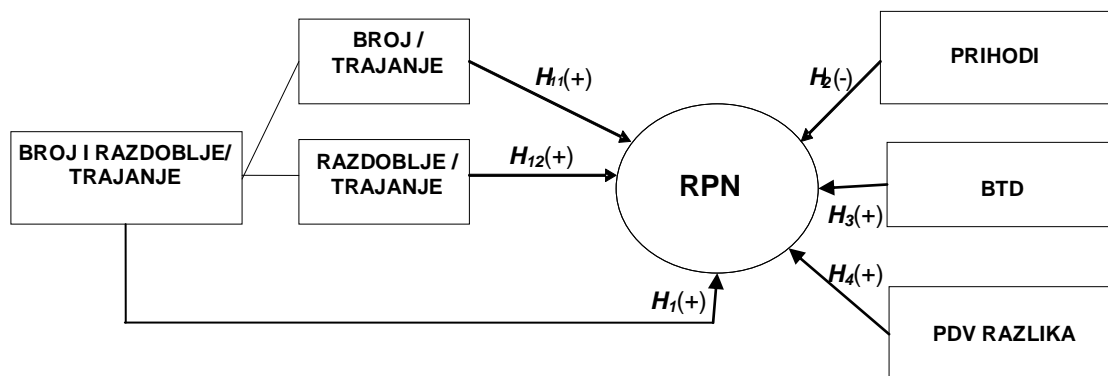 BROJ /
TRAJANJE
PRIHODI
H11(+)
H2(-)
BROJ I RAZDOBLJE/
TRAJANJE
RAZDOBLJE /
TRAJANJE
H12(+)
RPN
BTD
H3(+)
H4(+)
H1(+)
PDV RAZLIKA